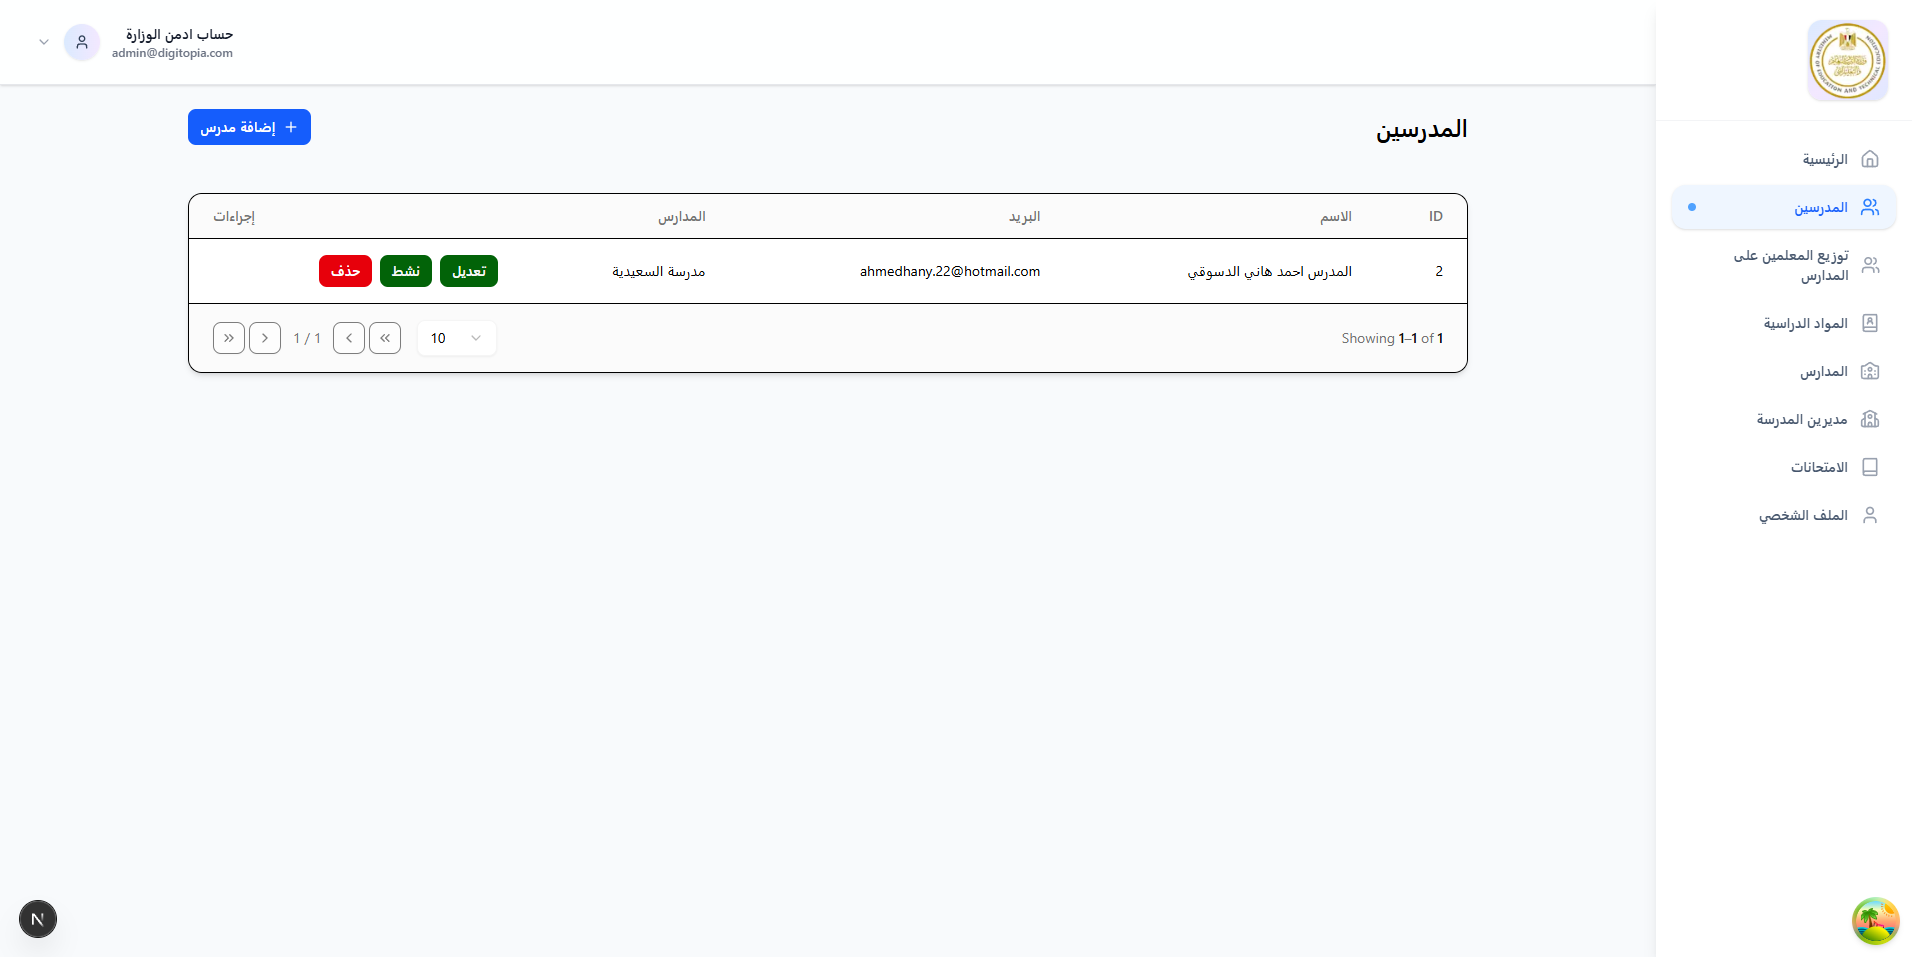 حساب ادمن الوزارة
admin@digitopia.com
الرئيسية
المدرسين
توزيع المعلمين على
المدارس
المواد الدراسية
المدارس
مديرين المدرسة
الامتحانات
الملف الشخصي
المدرسين
إضافة مدرس
ID الاسم البريد المدارس إجراءات
2 المدرس احمد هاني الدسوقي ahmedhany.22@hotmail.com مدرسة السعيدية تعديل نشط حذف
Showing 1–1 of 1 10 1 / 1
N